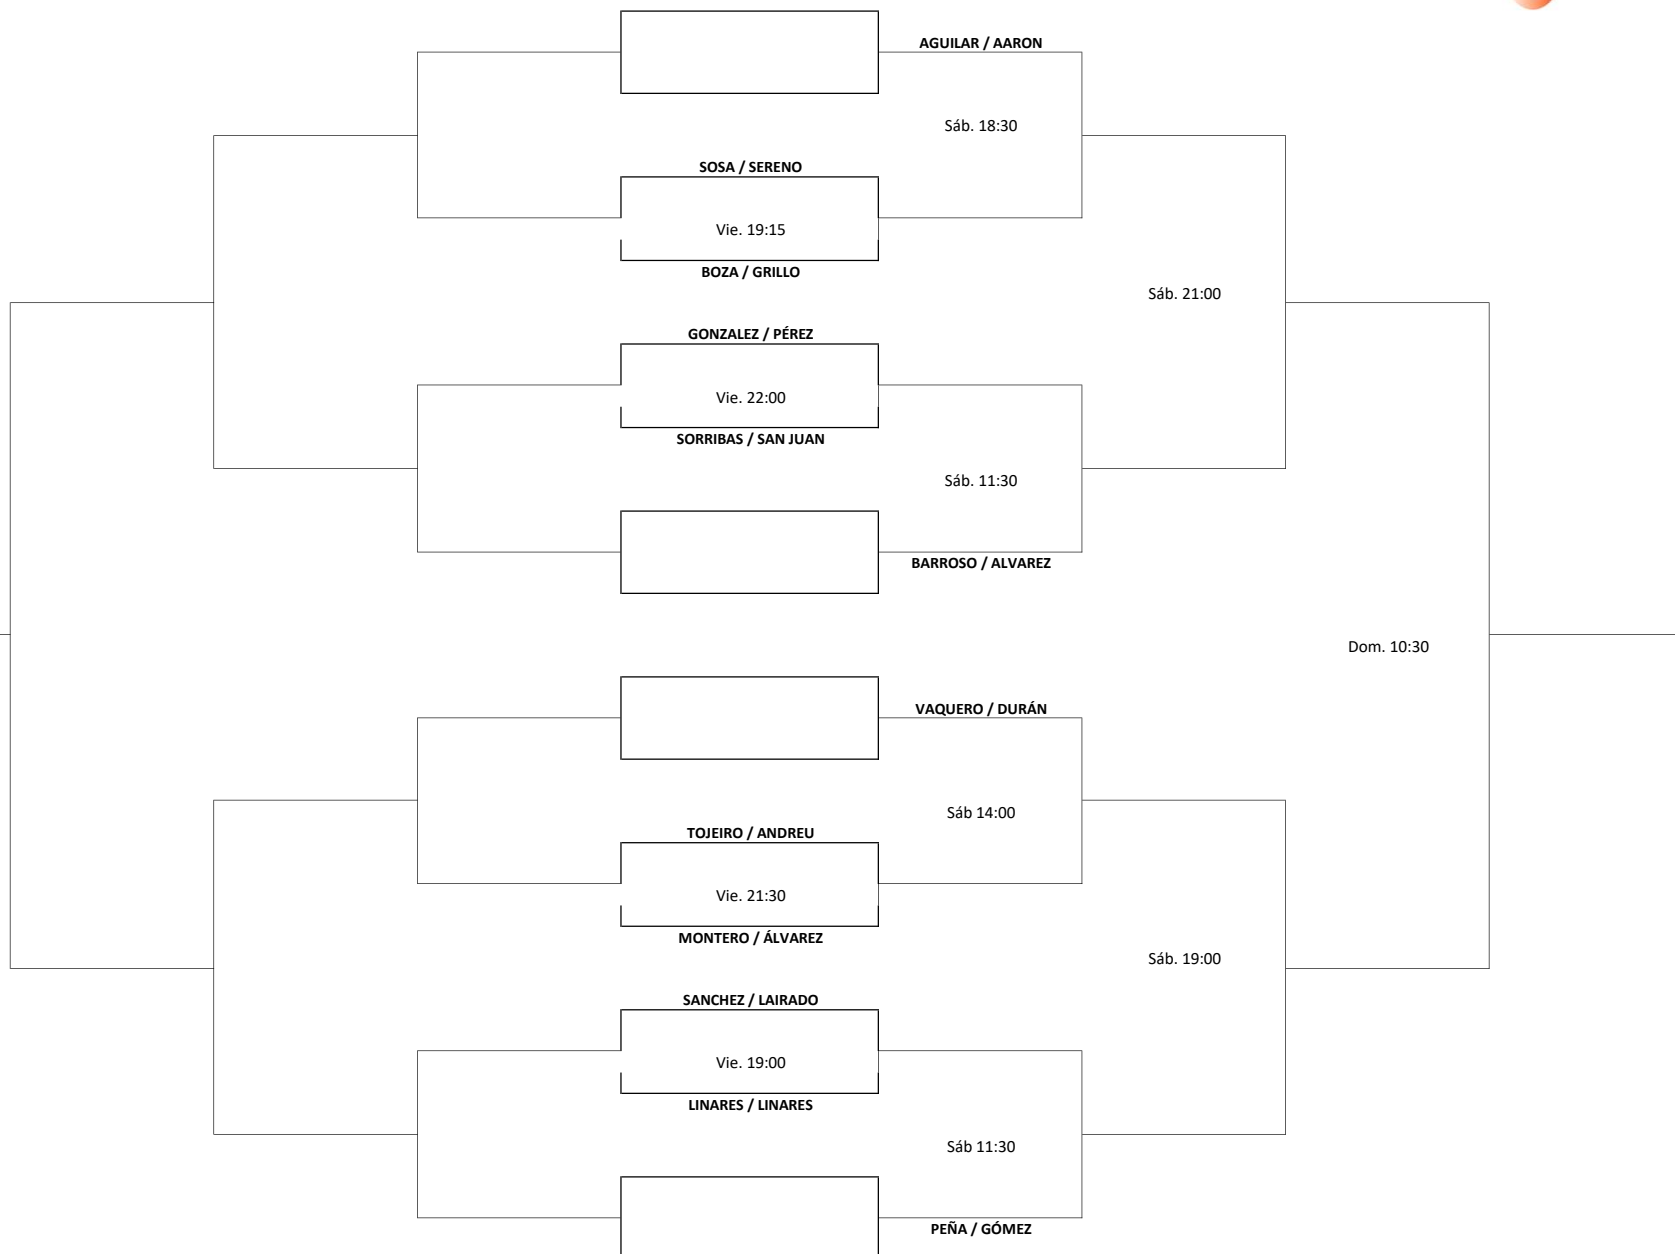 AGUILAR / AARON
Sáb. 18:30
SOSA / SERENO
Vie. 19:15
BOZA / GRILLO
Sáb. 21:00
GONZALEZ / PÉREZ
Vie. 22:00
SORRIBAS / SAN JUAN
Sáb. 11:30
BARROSO / ALVAREZ
Dom. 10:30
VAQUERO / DURÁN
Sáb 14:00
TOJEIRO / ANDREU
Vie. 21:30
MONTERO / ÁLVAREZ
Sáb. 19:00
SANCHEZ / LAIRADO
Vie. 19:00
LINARES / LINARES
Sáb 11:30
PEÑA / GÓMEZ